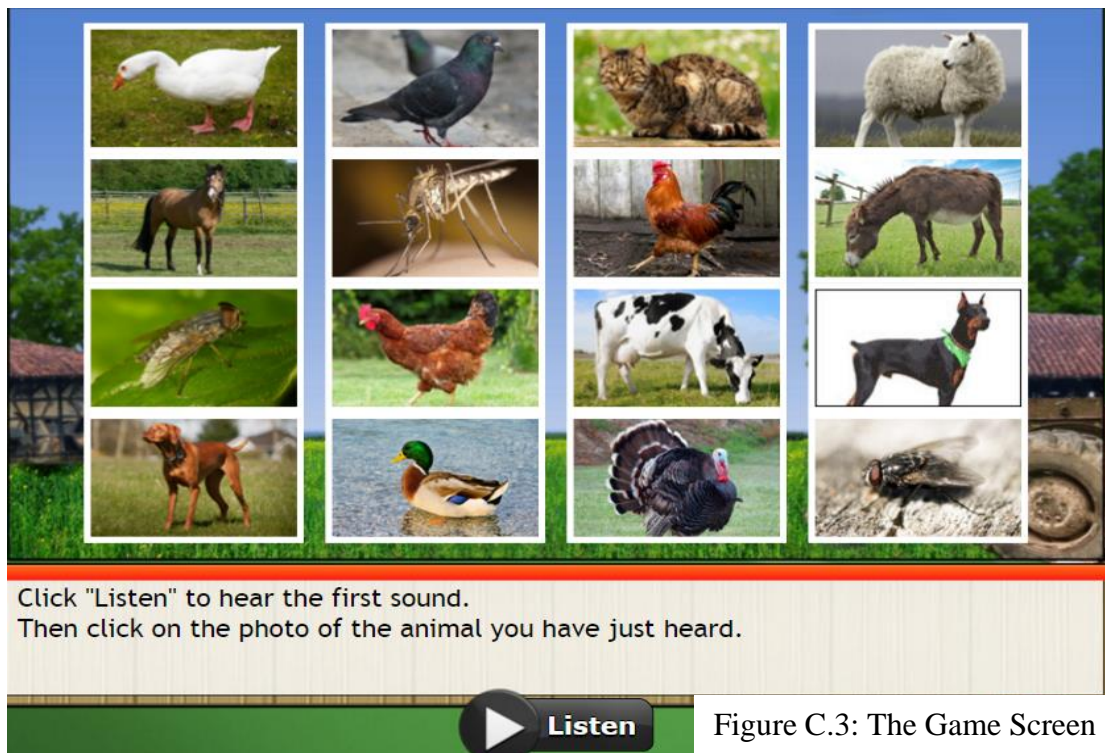 Click "Listen" to hear the first sound.
Then click on the photo of the animal you have just heard.
Listen
Figure C.3: The Game Screen